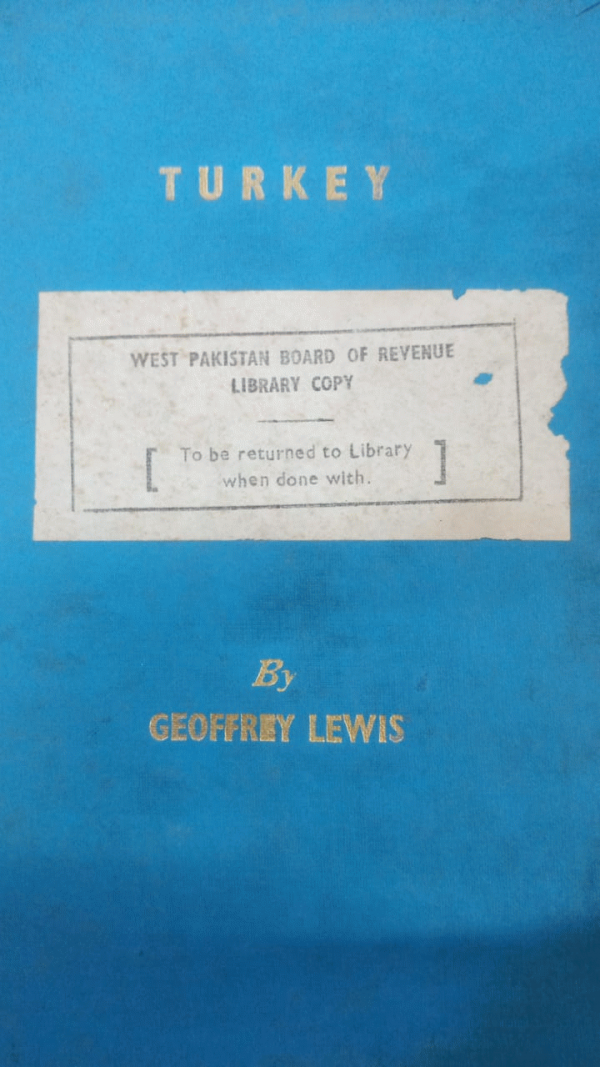 TURKEY
WEST PAKISTAN BOARD OF REVENUE
LIBRARY COPY
[ To be returned to Library
when done with. ]
By
GEOFFREY LEWIS